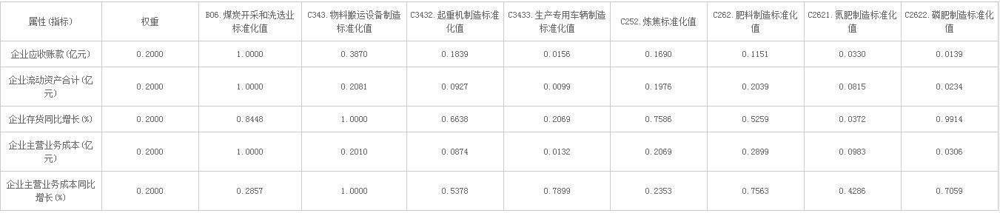 属性(指标) 权重 B06.煤炭开采和洗选业标准化值 C343.物料搬运设备制造标准化值 C3432.起重机制造标准化值 C3433.生产专用车辆制造标准化值 C252.炼焦标准化值 C262.肥料制造标准化值 C2621.氮肥制造标准化值 C2622.磷肥制造标准化值
企业应收账款(亿元) 0.2000 1.0000 0.3870 0.1839 0.0156 0.1690 0.1151 0.0330 0.0139
企业流动资产合计(亿元) 0.2000 1.0000 0.2081 0.0927 0.0099 0.1976 0.2039 0.0815 0.0234
企业存货同比增长(%) 0.2000 0.8448 1.0000 0.6638 0.2069 0.7586 0.5259 0.0372 0.9914
企业主营业务成本(亿元) 0.2000 1.0000 0.2010 0.0874 0.0132 0.2069 0.2899 0.0983 0.0306
企业主营业务成本同比增长(%) 0.2000 0.2857 1.0000 0.5378 0.7899 0.2353 0.7563 0.4286 0.7059